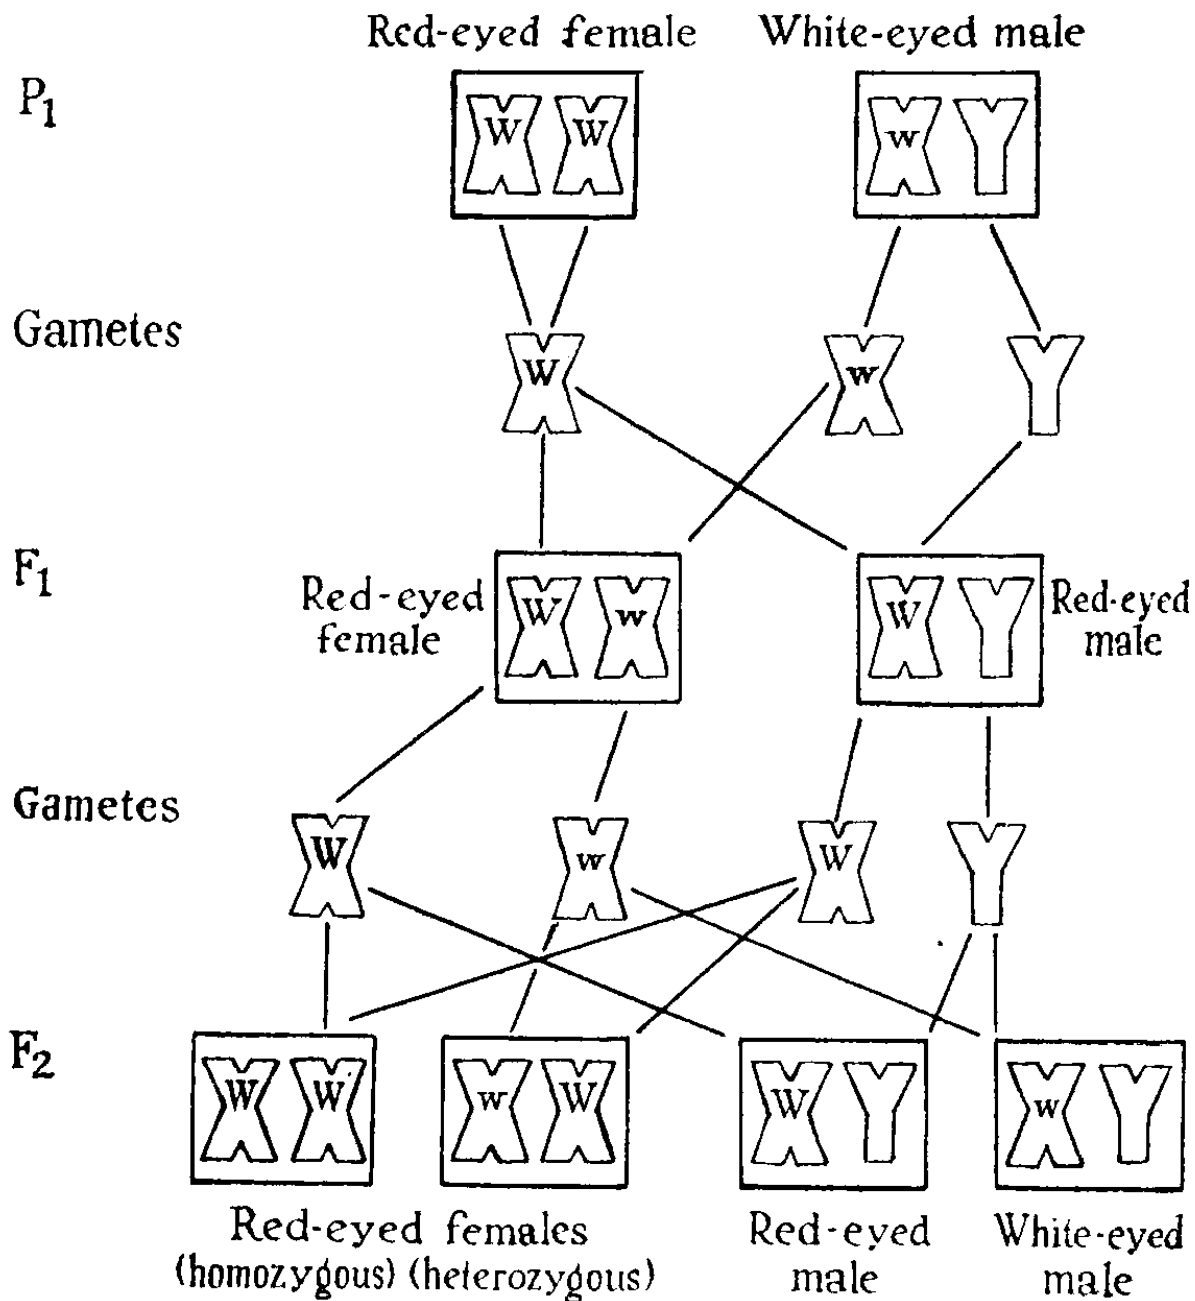 Red-eyed female White-eyed male
P1
W W w Y
Gametes
W w Y
F1
Red-eyed female
W w W Y
Red-eyed male
Gametes
W w W Y
F2
W W w W W Y w Y
Red-eyed females
(homozygous) (heterozygous)
Red-eyed male
White-eyed male